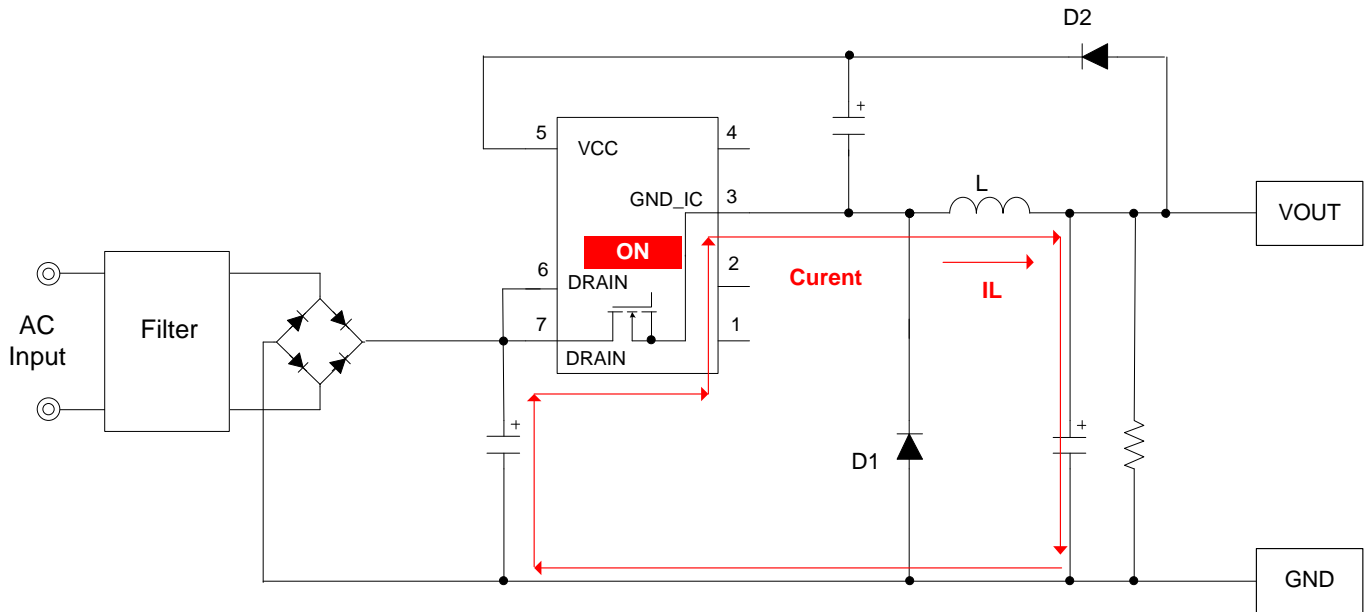 D2
5
4
VCC
+
GND_IC
3
L
VOUT
ON
6
DRAIN
2
Curent
IL
AC
Input
Filter
7
1
DRAIN
+
+
D1
GND